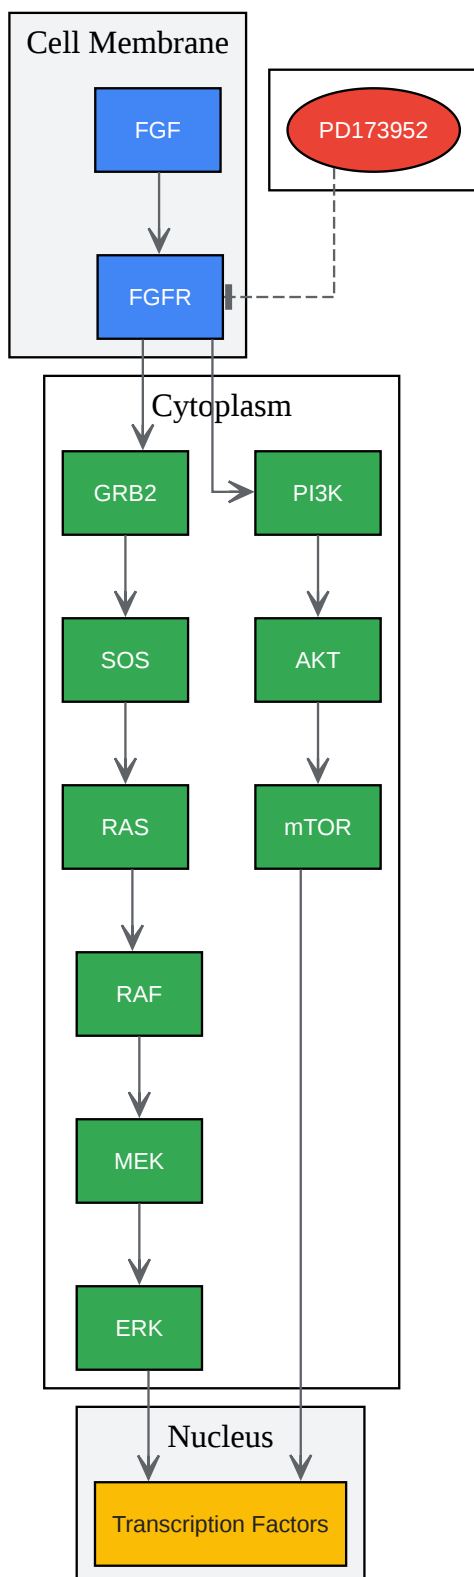 Cell Membrane
FGF
PD173952
FGFR
Cytoplasm
GRB2
PI3K
SOS
AKT
RAS
mTOR
RAF
MEK
ERK
Nucleus
Transcription Factors